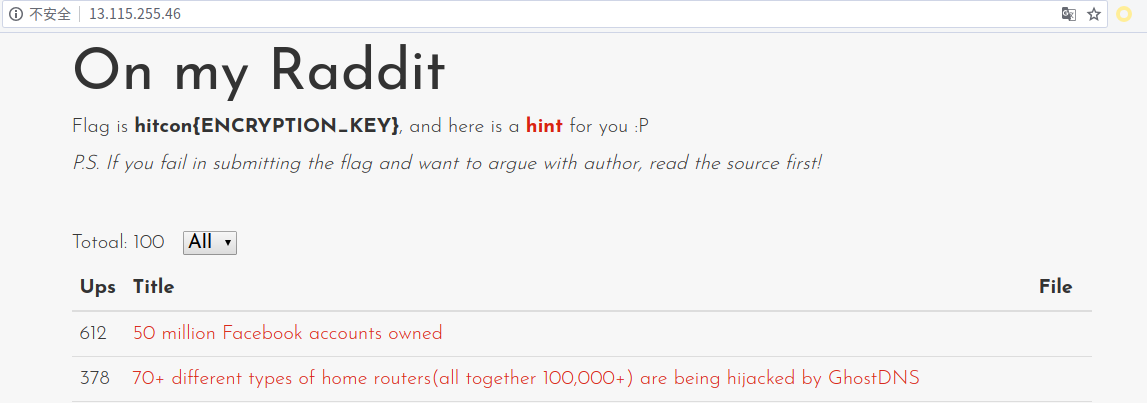 不安全 13.115.255.46
On my Raddit
Flag is hitcon{ENCRYPTION_KEY}, and here is a hint for you :P
P.S. If you fail in submitting the flag and want to argue with author, read the source first!
Totoal: 100 All
Ups Title File
612 50 million Facebook accounts owned
378 70+ different types of home routers(all together 100,000+) are being hijacked by GhostDNS